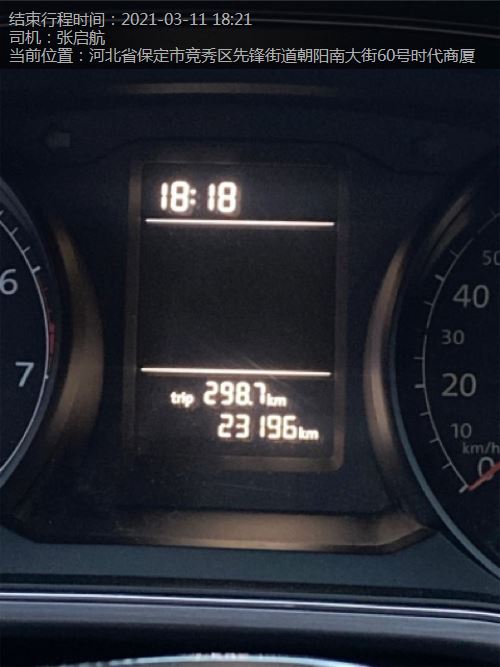 结束行程时间：2021-03-11 18:21
司机：张启航
当前位置：河北省保定市竞秀区先锋街道朝阳南大街60号时代商厦
18:18
50
6
40
30
7
20
trip 298.7km
23196km
10
km/h
0